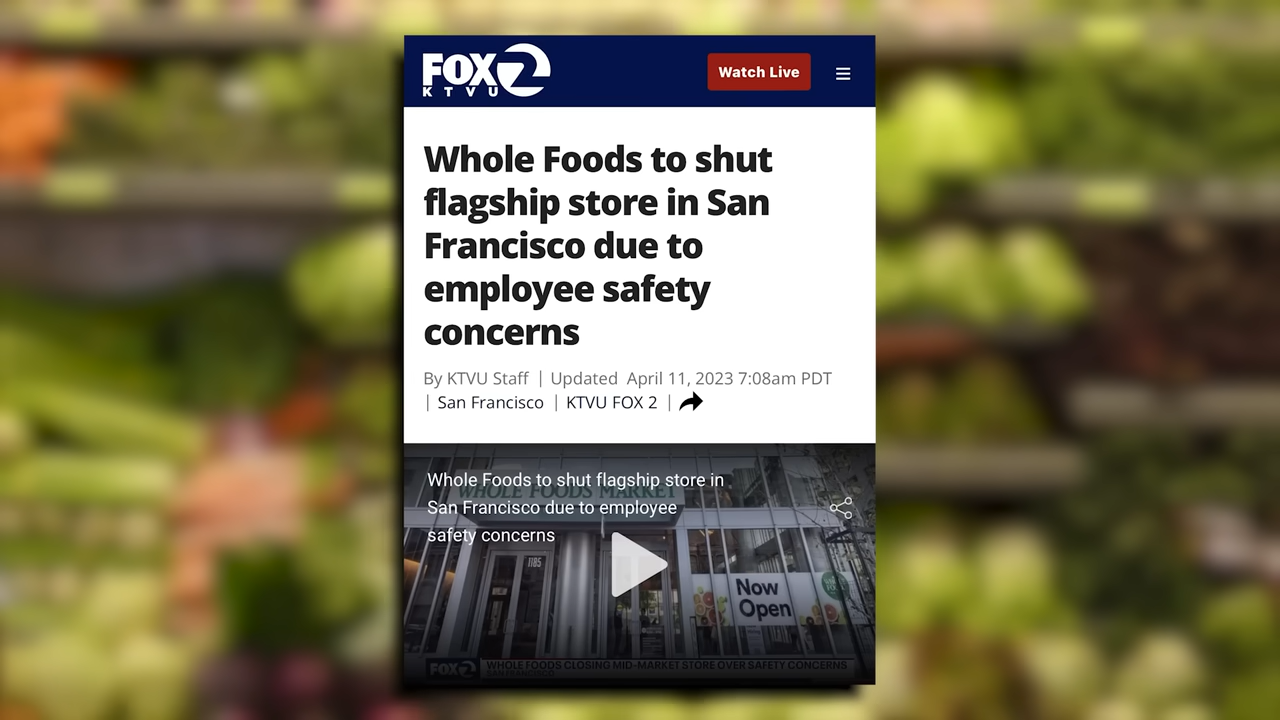 FOX 2
KTVU
Watch Live
Whole Foods to shut
flagship store in San
Francisco due to
employee safety
concerns
By KTVU Staff | Updated April 11, 2023 7:08am PDT
| San Francisco | KTVU FOX 2 |
Whole Foods to shut flagship store in
San Francisco due to employee
safety concerns
WHOLE FOODS MARKET
1185
Now
Open
FOX 2 WHOLE FOODS CLOSING MID-MARKET STORE OVER SAFETY CONCERNS
SAN FRANCISCO